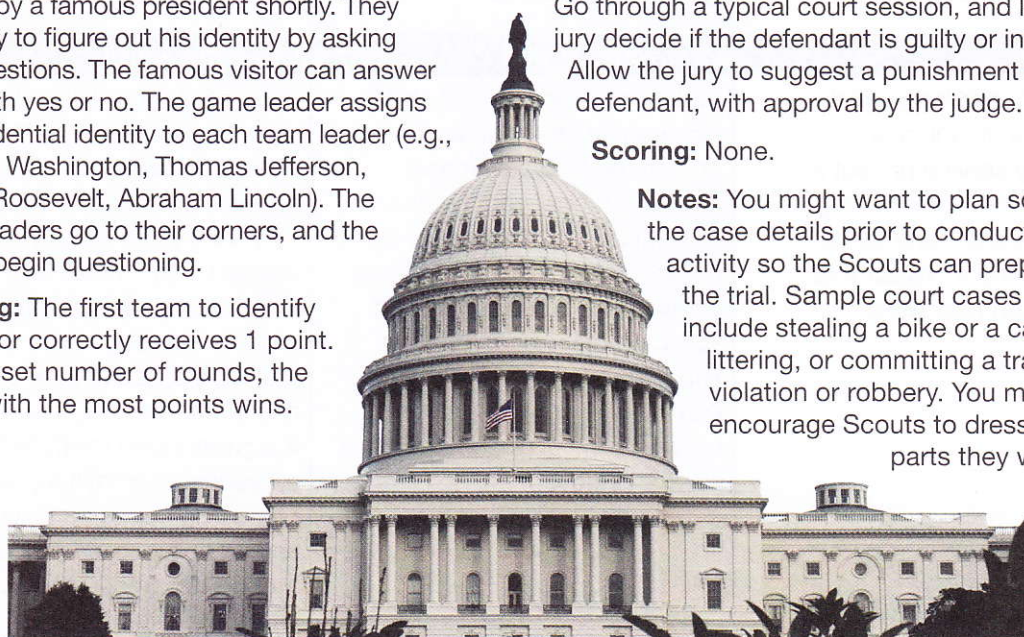 by a famous president shortly. They
y to figure out his identity by asking
estions. The famous visitor can answer
th yes or no. The game leader assigns
dential identity to each team leader (e.g.,
Washington, Thomas Jefferson,
Roosevelt, Abraham Lincoln). The
aders go to their corners, and the
begin questioning.
g: The first team to identify
or correctly receives 1 point.
set number of rounds, the
with the most points wins.
Go through a typical court session, and l
jury decide if the defendant is guilty or in
Allow the jury to suggest a punishment
defendant, with approval by the judge.
Scoring: None.
Notes: You might want to plan so
the case details prior to conduc
activity so the Scouts can prep
the trial. Sample court cases
include stealing a bike or a ca
littering, or committing a tra
violation or robbery. You m
encourage Scouts to dress
parts they w